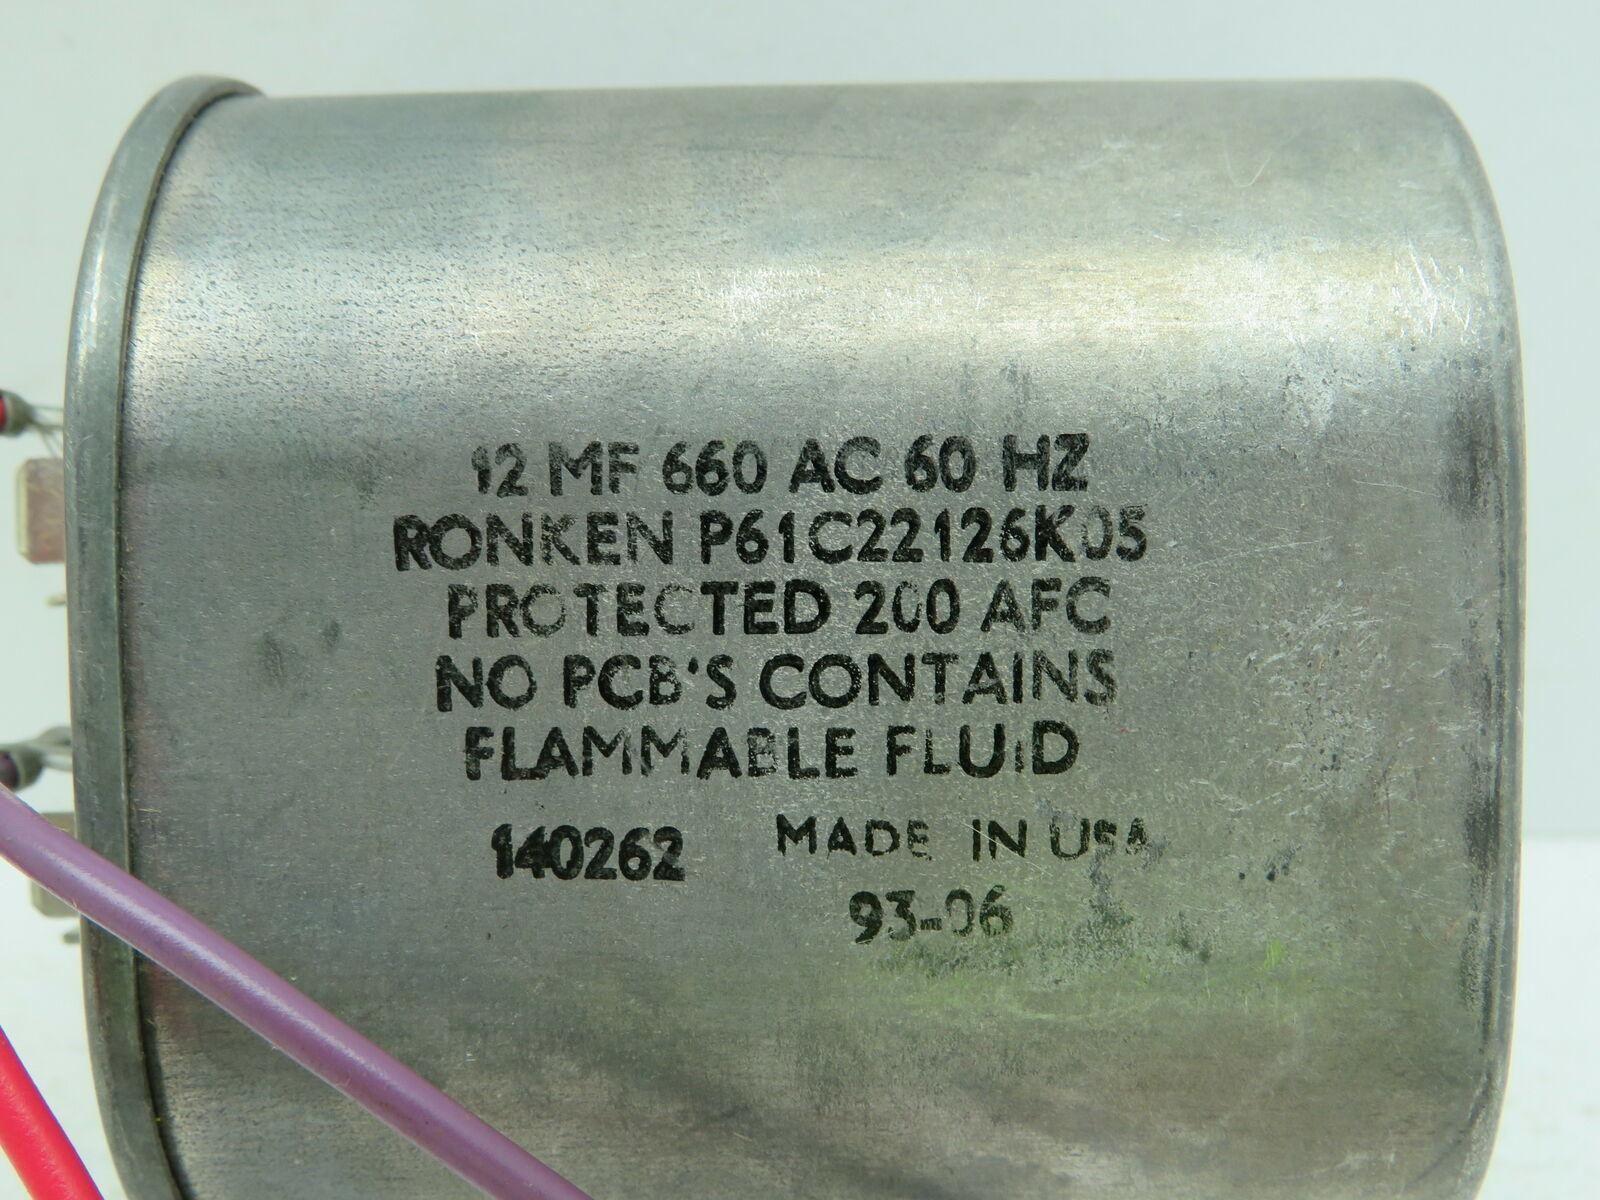 12 MF 660 AC 60 HZ
RONKEN P61C22126K05
PROTECTED 200 AFC
NO PCB'S CONTAINS
FLAMMABLE FLUID
140262 MADE IN USA
93-06